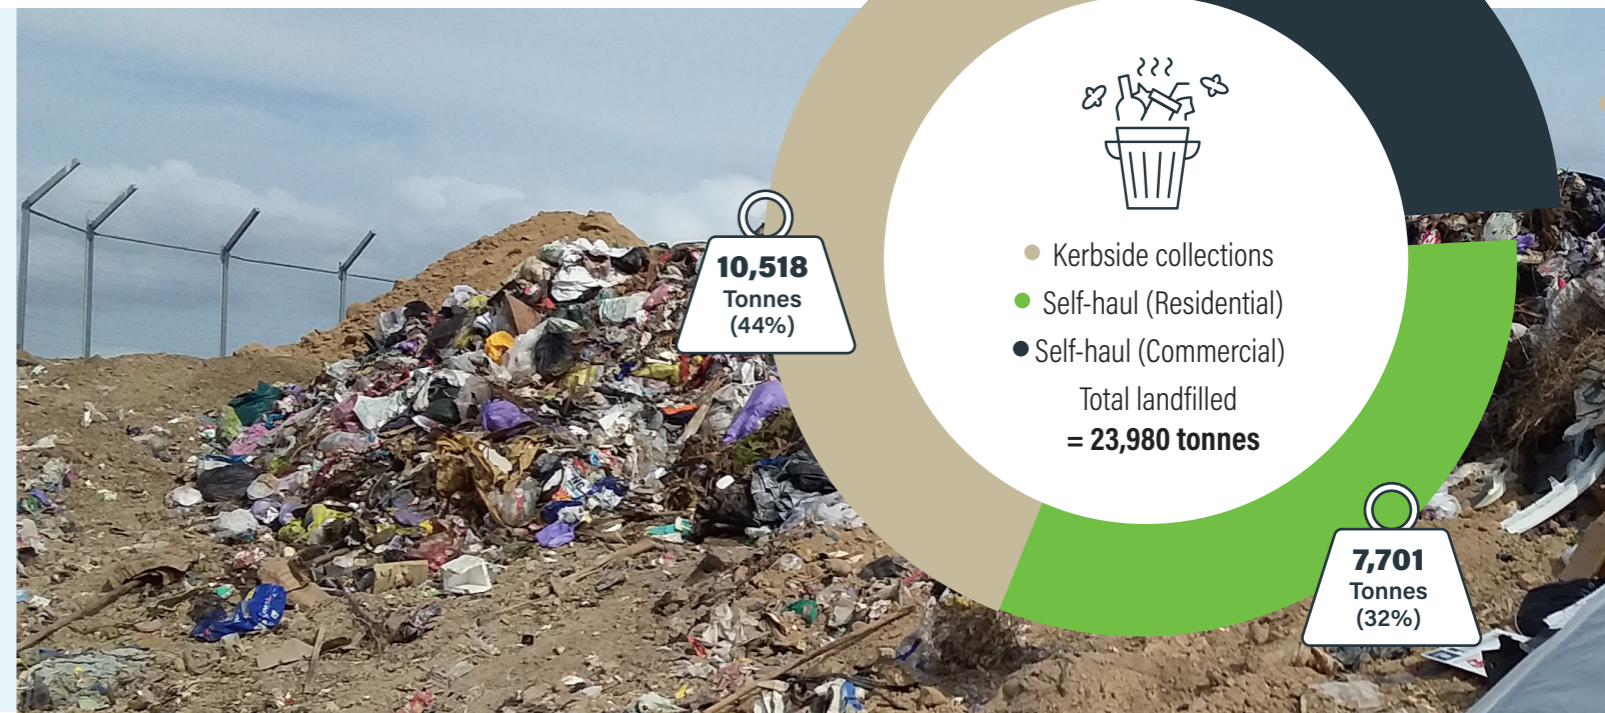 10,518
Tonnes
(44%)
Kerbside collections
Self-haul (Residential)
Self-haul (Commercial)
Total landfilled
= 23,980 tonnes
7,701
Tonnes
(32%)